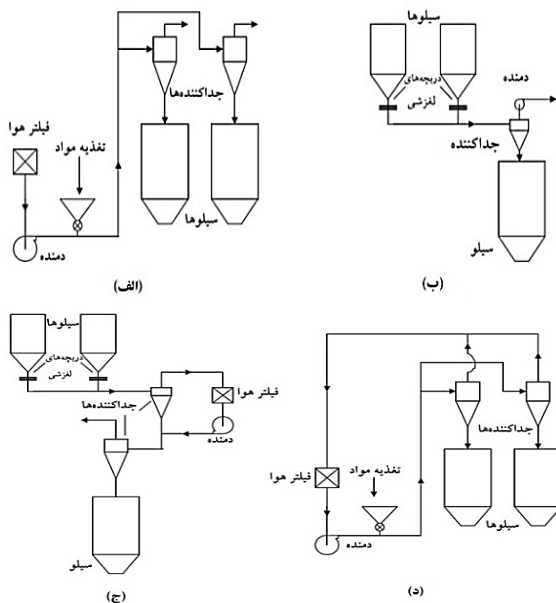 فیلتر هوا
تغذیه مواد
دمنده
جداکننده‌ها
سیلوها
(الف)
سیلوها
دریچه‌های
لغزشی
دمنده
جداکننده
سیلو
(ب)
سیلوها
دریچه‌های
لغزشی
جداکننده‌ها
فیلتر هوا
دمنده
سیلو
(ج)
فیلتر هوا
تغذیه مواد
دمنده
جداکننده‌ها
سیلوها
(د)